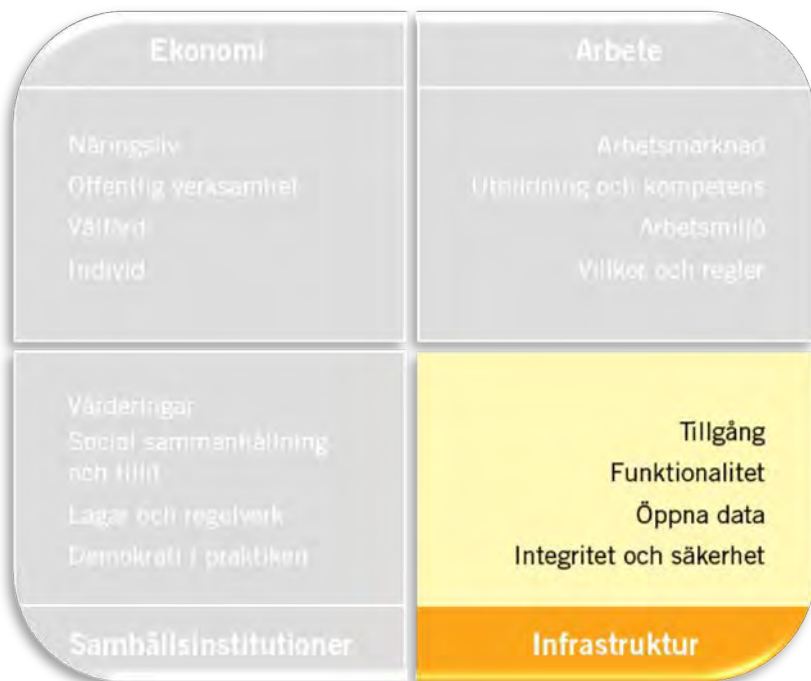 Ekonomi
Näringsliv
Offentlig verksamhet
Välfärd
Individ
Arbete
Arbetsmarknad
Utbildning och kompetens
Arbetsmiljö
Villkor och regler
Värderingar
Social sammanhållning
och tillit
Lagar och regelverk
Demokrati i praktiken
Samhällsinstitutioner
Tillgång
Funktionalitet
Öppna data
Integritet och säkerhet
Infrastruktur